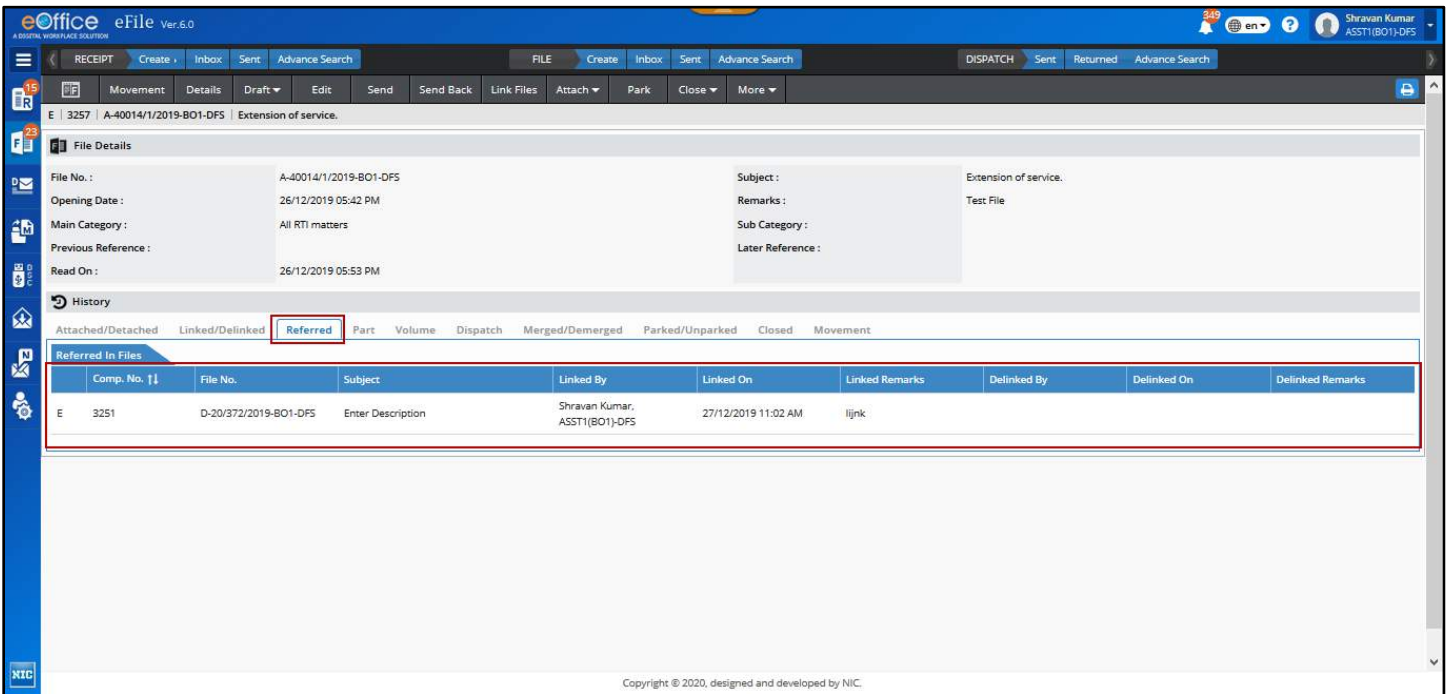 eOffice eFile Ver.6.0
A DIGITAL WORKPLACE SOLUTION
349 en ? Shravan Kumar
ASST1(BO1)-DFS
RECEIPT Create Inbox Sent Advance Search FILE Create Inbox Sent Advance Search DISPATCH Sent Returned Advance Search
Movement Details Draft Edit Send Send Back Link Files Attach Park Close More
E | 3257 | A-40014/1/2019-BO1-DFS | Extension of service.
15
R
23
F
D
M
DSC
N
NIC
File Details
File No. : A-40014/1/2019-BO1-DFS Subject : Extension of service.
Opening Date : 26/12/2019 05:42 PM Remarks : Test File
Main Category : All RTI matters Sub Category :
Previous Reference : Later Reference :
Read On : 26/12/2019 05:53 PM
History
Attached/Detached Linked/Delinked Referred Part Volume Dispatch Merged/Demerged Parked/Unparked Closed Movement
Referred In Files
Comp. No. File No. Subject Linked By Linked On Linked Remarks Delinked By Delinked On Delinked Remarks
E 3251 D-20/372/2019-BO1-DFS Enter Description Shravan Kumar, 27/12/2019 11:02 AM lijnk
ASST1(BO1)-DFS
Copyright © 2020, designed and developed by NIC.